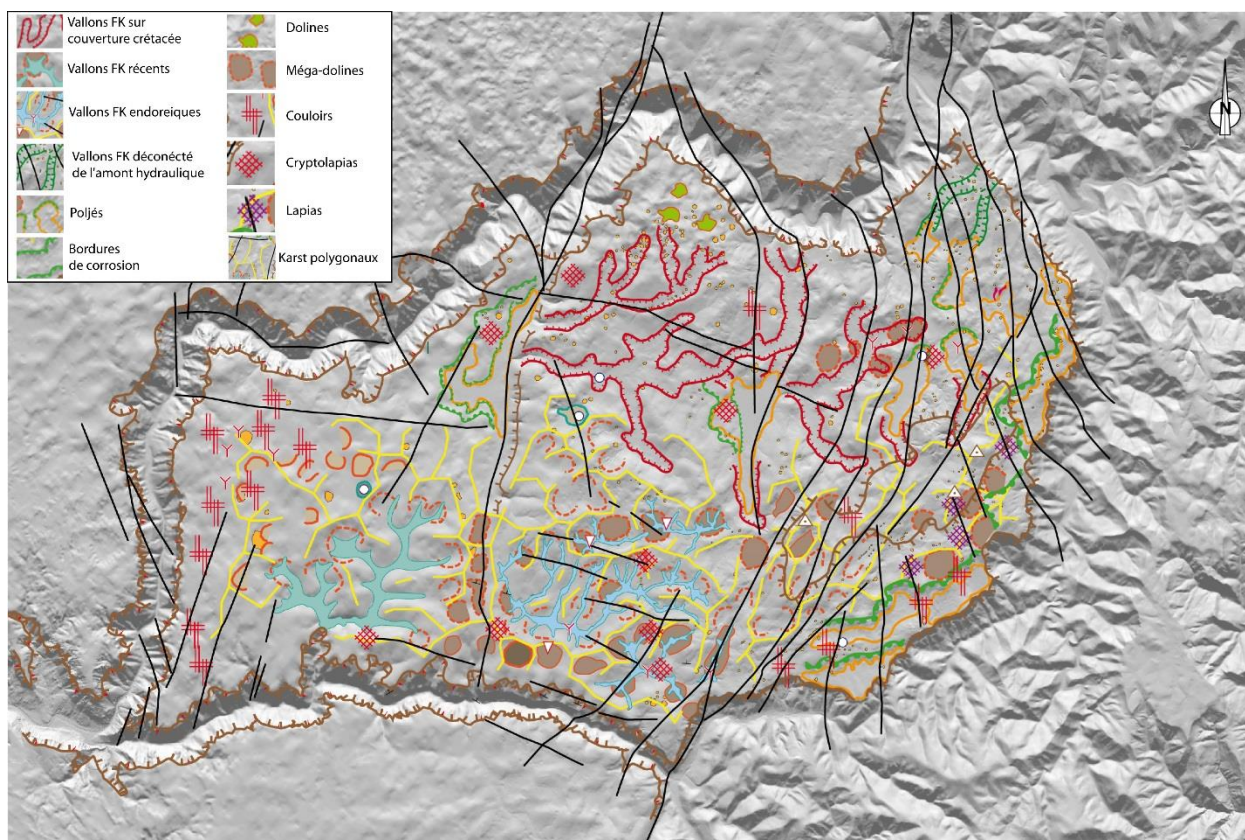 Vallons FK sur
couverture crétacée
Vallons FK récents
Vallons FK endoreiques
Vallons FK déconécté
de l'amont hydraulique
Poljés
Bordures
de corrosion
Dolines
Méga-dolines
Couloirs
Cryptolapias
Lapias
Karst polygonaux
N